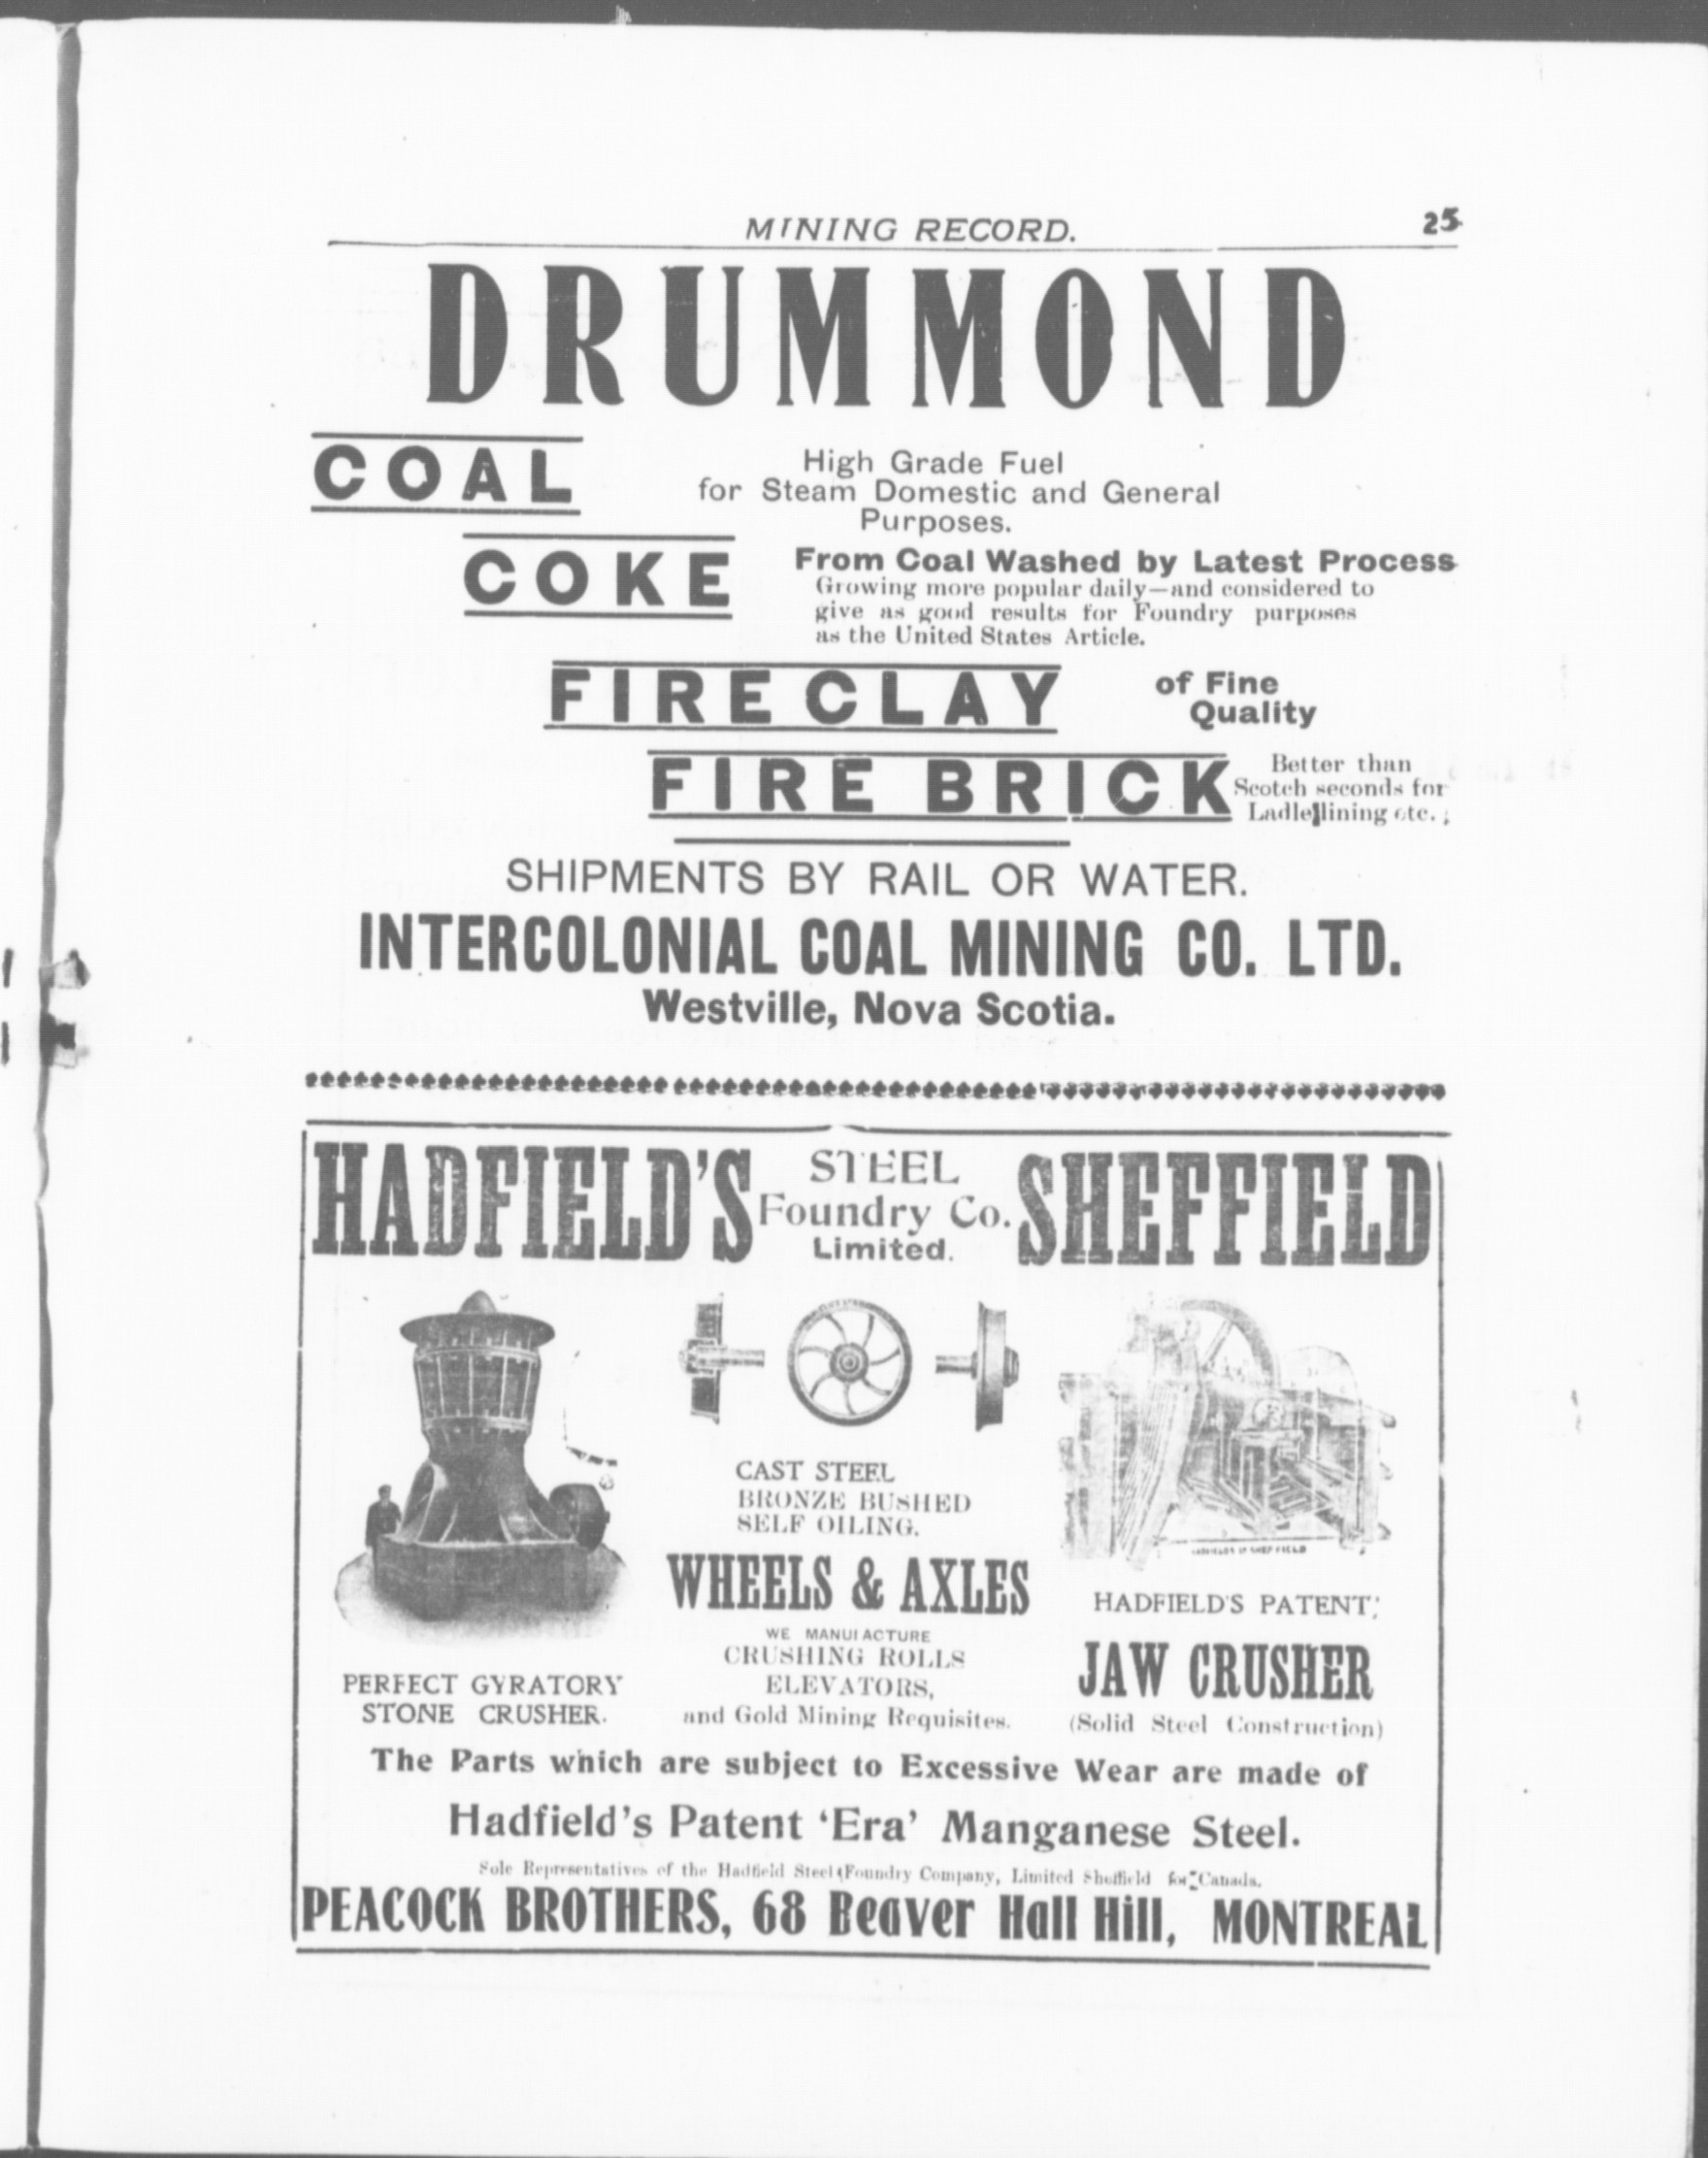 MINING RECORD. 25
DRUMMOND
COAL
High Grade Fuel
for Steam Domestic and General
Purposes.
COKE
From Coal Washed by Latest Process
Growing more popular daily—and considered to
give as good results for Foundry purposes
as the United States Article.
FIRECLAY
of Fine
Quality
FIRE BRICK
Better than
Scotch seconds for
Ladle lining etc.
SHIPMENTS BY RAIL OR WATER.
INTERCOLONIAL COAL MINING CO. LTD.
Westville, Nova Scotia.
HADFIELD'S
STEEL
Foundry Co.
Limited.
SHEFFIELD
CAST STEEL
BRONZE BUSHED
SELF OILING.
WHEELS & AXLES
WE MANUFACTURE
CRUSHING ROLLS
ELEVATORS,
and Gold Mining Requisites.
PERFECT GYRATORY
STONE CRUSHER.
HADFIELDS LD SHEFFIELD
HADFIELD'S PATENT.
JAW CRUSHER
(Solid Steel Construction)
The Parts which are subject to Excessive Wear are made of
Hadfield's Patent 'Era' Manganese Steel.
Sole Representatives of the Hadfield Steel Foundry Company, Limited Sheffield for Canada.
PEACOCK BROTHERS, 68 Beaver Hall Hill, MONTREAL